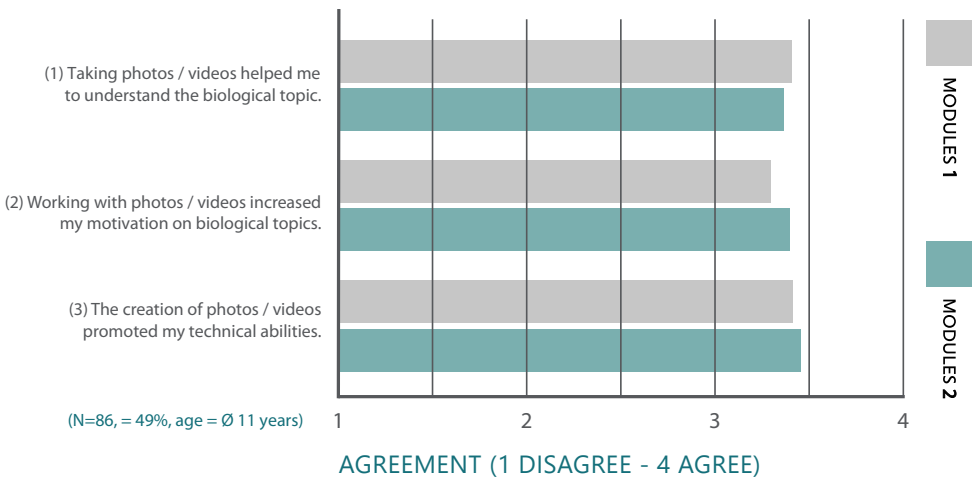 (1) Taking photos / videos helped me
to understand the biological topic.
(2) Working with photos / videos increased
my motivation on biological topics.
(3) The creation of photos / videos
promoted my technical abilities.
(N=86, = 49%, age = Ø 11 years)
1
2
3
4
AGREEMENT (1 DISAGREE - 4 AGREE)
MODULES 1
MODULES 2